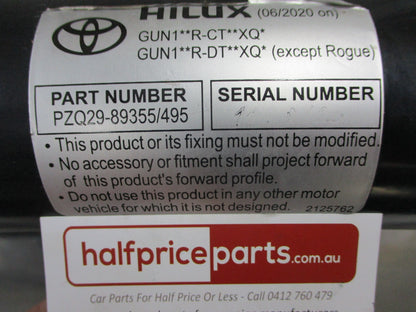 HILUX (06/2020 on)
GUN1**R-CT**XQ*
GUN1**R-DT**XQ* (except Rogue)
PART NUMBER
PZQ29-89355/495
SERIAL NUMBER
• This product or its fixing must not be modified.
• No accessory or fitment shall project forward
of this product's forward profile.
• Do not use this product in any other motor
vehicle for which it is not designed. 2125762
halfpriceparts.com.au
Car Parts For Half Price Or Less - Call 0412 760 479